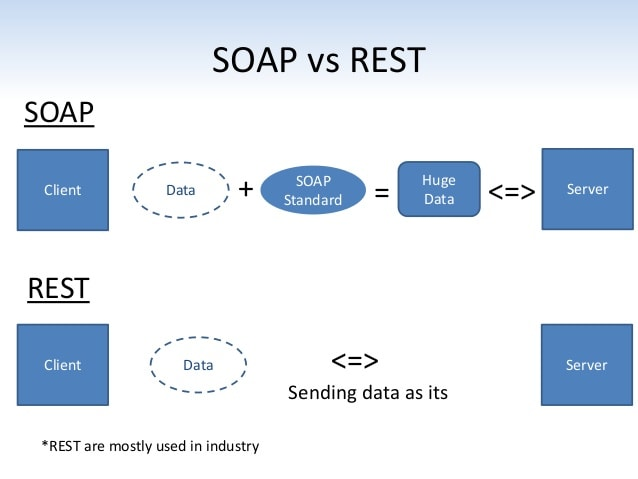 SOAP vs REST
SOAP
Client
Data
+
SOAP
Standard
=
Huge
Data
<=>
Server
REST
Client
Data
<=>
Sending data as its
Server
*REST are mostly used in industry